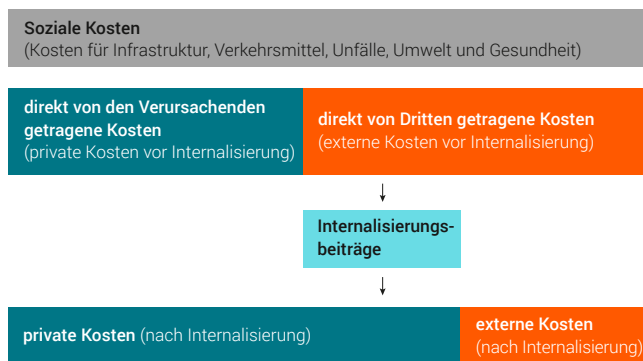 Soziale Kosten
(Kosten für Infrastruktur, Verkehrsmittel, Unfälle, Umwelt und Gesundheit)
direkt von den Verursachenden
getragene Kosten
(private Kosten vor Internalisierung)
direkt von Dritten getragene Kosten
(externe Kosten vor Internalisierung)
Internalisierungs-
beiträge
private Kosten (nach Internalisierung)
externe Kosten
(nach Internalisierung)